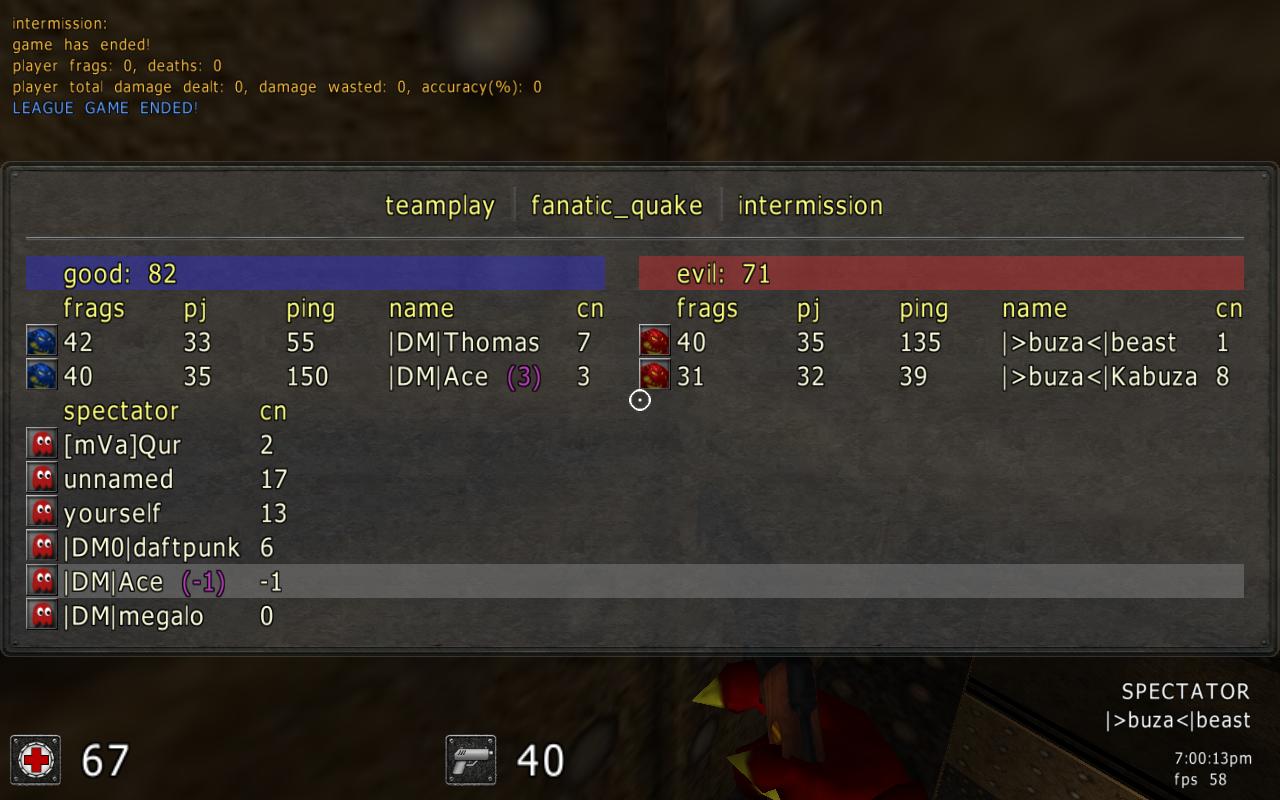 intermission:
game has ended!
player frags: 0, deaths: 0
player total damage dealt: 0, damage wasted: 0, accuracy(%): 0
LEAGUE GAME ENDED!
teamplay fanatic_quake intermission
good: 82 evil: 71
frags pj ping name cn frags pj ping name cn
42 33 55 |DM|Thomas 7 40 35 135 |>buza<|beast 1
40 35 150 |DM|Ace (3) 3 31 32 39 |>buza<|Kabuza 8
spectator cn
[mVa]Qur 2
unnamed 17
yourself 13
|DM0|daftpunk 6
|DM|Ace (-1) -1
|DM|megalo 0
SPECTATOR
|>buza<|beast
67 40
7:00:13pm
fps 58